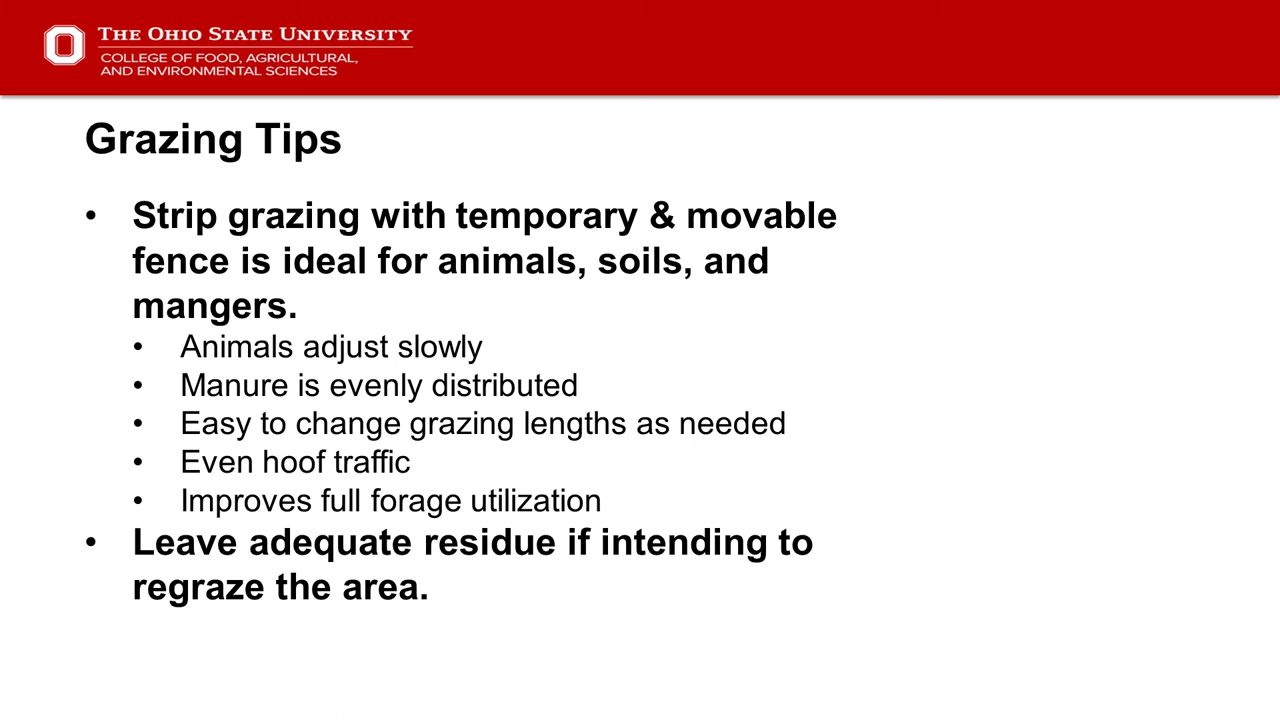 THE OHIO STATE UNIVERSITY
COLLEGE OF FOOD, AGRICULTURAL,
AND ENVIRONMENTAL SCIENCES
Grazing Tips
• Strip grazing with temporary & movable
fence is ideal for animals, soils, and
mangers.
• Animals adjust slowly
• Manure is evenly distributed
• Easy to change grazing lengths as needed
• Even hoof traffic
• Improves full forage utilization
• Leave adequate residue if intending to
regraze the area.